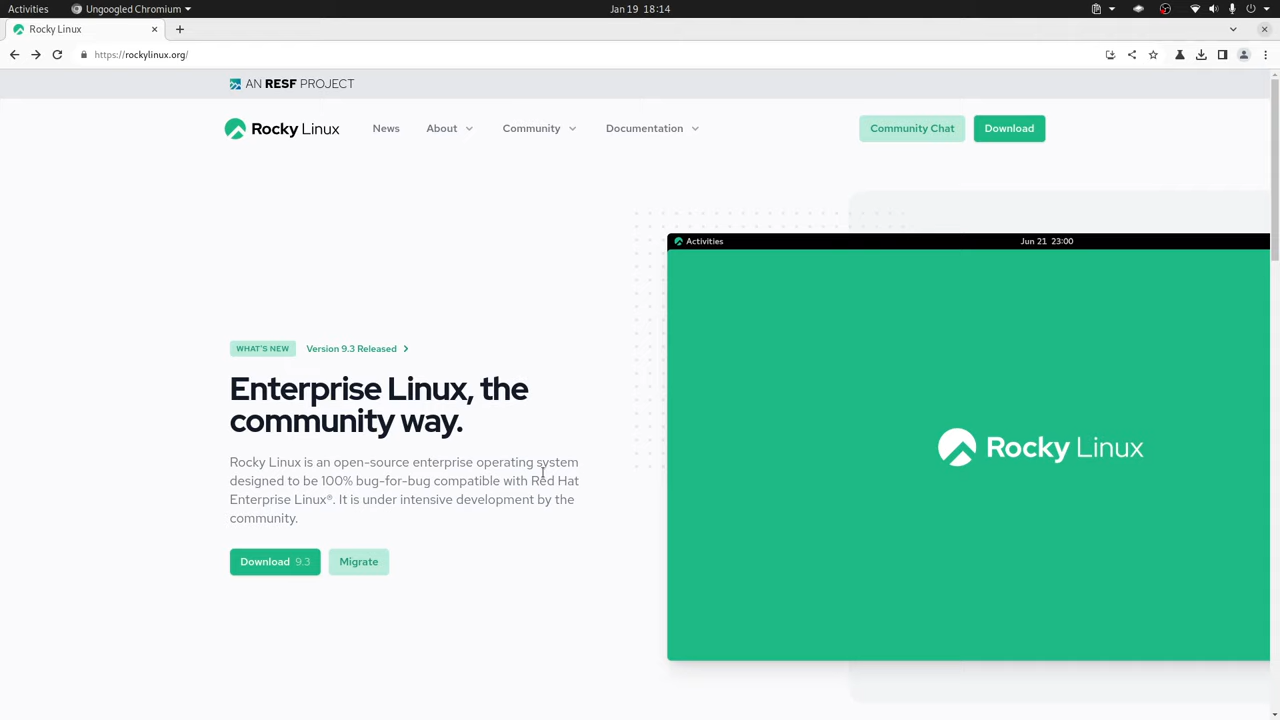 Activities Ungoogled Chromium Jan 19 18:14
Rocky Linux
https://rockylinux.org/
AN RESF PROJECT
Rocky Linux News About Community Documentation Community Chat Download
Activities Jun 21 23:00
WHAT'S NEW Version 9.3 Released
Enterprise Linux, the
community way.
Rocky Linux is an open-source enterprise operating system
designed to be 100% bug-for-bug compatible with Red Hat
Enterprise Linux®. It is under intensive development by the
community.
Download 9.3 Migrate
Rocky Linux